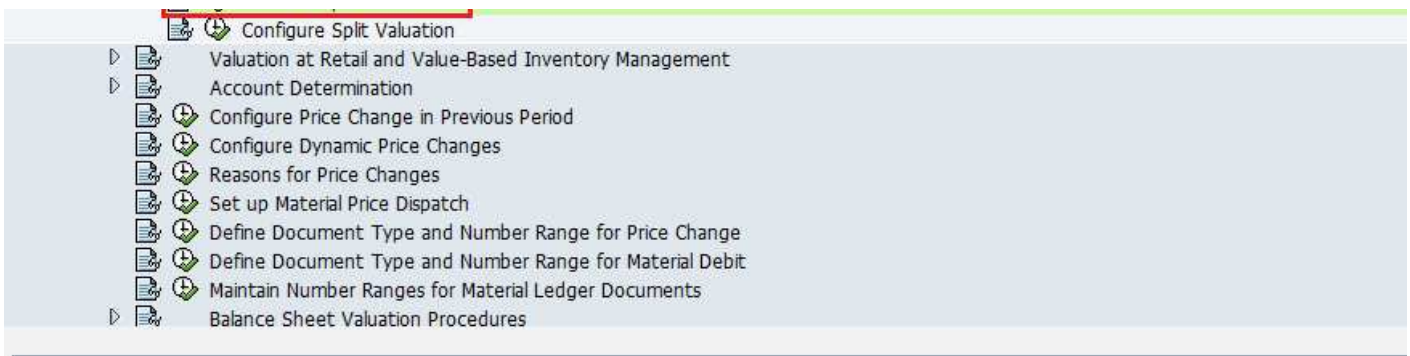 Configure Split Valuation
Valuation at Retail and Value-Based Inventory Management
Account Determination
Configure Price Change in Previous Period
Configure Dynamic Price Changes
Reasons for Price Changes
Set up Material Price Dispatch
Define Document Type and Number Range for Price Change
Define Document Type and Number Range for Material Debit
Maintain Number Ranges for Material Ledger Documents
Balance Sheet Valuation Procedures